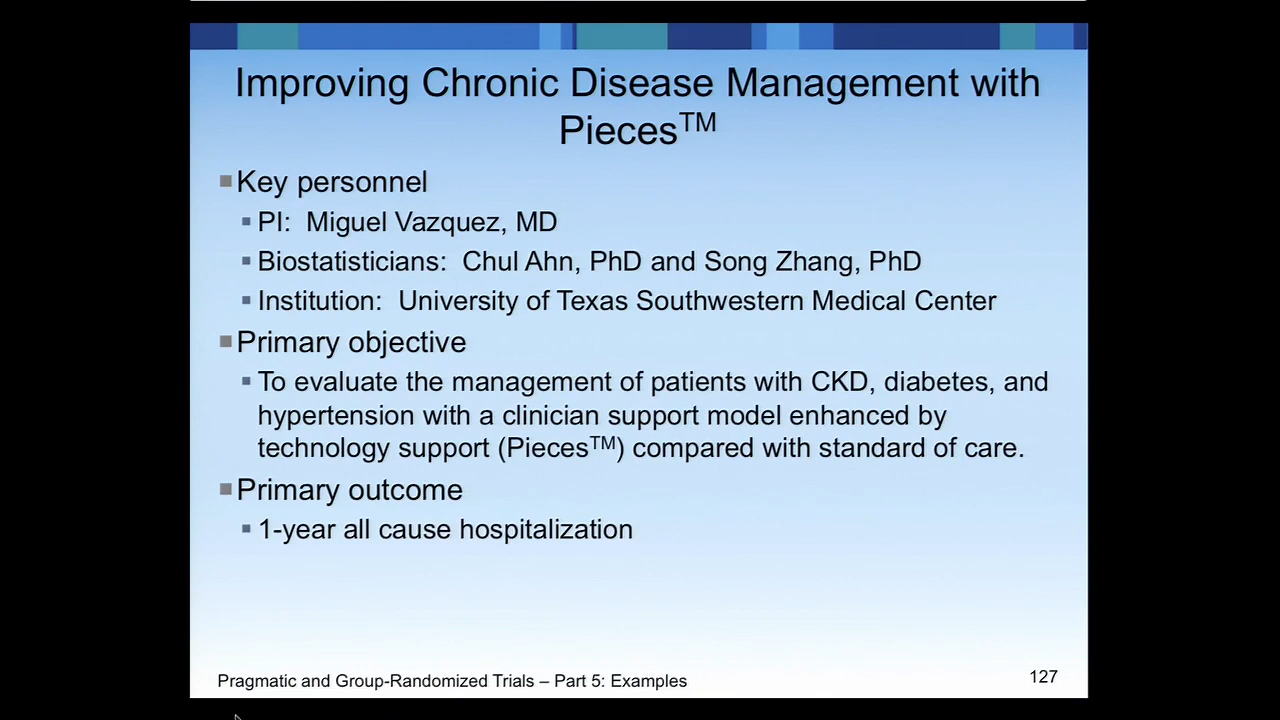 Improving Chronic Disease Management with
Pieces™
Key personnel
PI: Miguel Vazquez, MD
Biostatisticians: Chul Ahn, PhD and Song Zhang, PhD
Institution: University of Texas Southwestern Medical Center
Primary objective
To evaluate the management of patients with CKD, diabetes, and
hypertension with a clinician support model enhanced by
technology support (Pieces™) compared with standard of care.
Primary outcome
1-year all cause hospitalization
Pragmatic and Group-Randomized Trials – Part 5: Examples
127